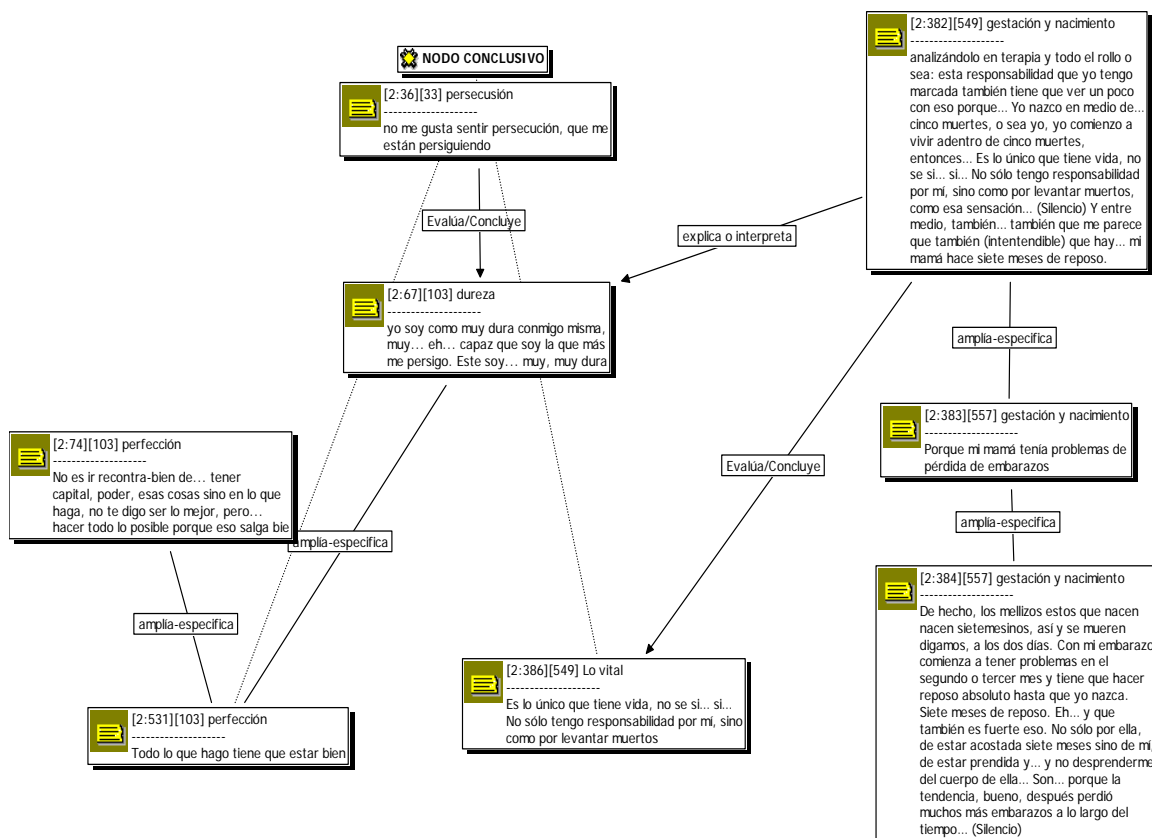 NODO CONCLUSIVO
[2:36][33] persecusión
--------------------
no me gusta sentir persecución, que me
están persiguiendo
Evalúa/Concluye
[2:382][549] gestación y nacimiento
--------------------
analizándolo en terapia y todo el rollo o
sea: esta responsabilidad que yo tengo
marcada también tiene que ver un poco
con eso porque... Yo nazco en medio de...
cinco muertes, o sea yo, yo comienzo a
vivir adentro de cinco muertes,
entonces... Es lo único que tiene vida, no
se si... si... No sólo tengo responsabilidad
por mí, sino como por levantar muertos,
como esa sensación... (Silencio) Y entre
medio, también... también que me parece
que también (intentendible) que hay... mi
mamá hace siete meses de reposo.
explica o interpreta
[2:67][103] dureza
--------------------
yo soy como muy dura conmigo misma,
muy... eh... capaz que soy la que más
me persigo. Este soy... muy, muy dura
amplía-especifica
[2:383][557] gestación y nacimiento
--------------------
Porque mi mamá tenía problemas de
pérdida de embarazos
[2:74][103] perfección
--------------------
No es ir recontra-bien de... tener
capital, poder, esas cosas sino en lo que
haga, no te digo ser lo mejor, pero...
hacer todo lo posible porque eso salga bie
Evalúa/Concluye
amplía-especifica
amplía-especifica
amplía-especifica
[2:384][557] gestación y nacimiento
--------------------
De hecho, los mellizos estos que nacen
nacen sietemesinos, así y se mueren
digamos, a los dos días. Con mi embarazo
comienza a tener problemas en el
segundo o tercer mes y tiene que hacer
reposo absoluto hasta que yo nazca.
Siete meses de reposo. Eh... y que
también es fuerte eso. No sólo por ella,
de estar acostada siete meses sino de mí,
de estar prendida y... y no desprenderme
del cuerpo de ella... Son... porque la
tendencia, bueno, después perdió
muchos más embarazos a lo largo del
tiempo... (Silencio)
[2:386][549] Lo vital
--------------------
Es lo único que tiene vida, no se si... si...
No sólo tengo responsabilidad por mí, sino
como por levantar muertos
[2:531][103] perfección
--------------------
Todo lo que hago tiene que estar bien